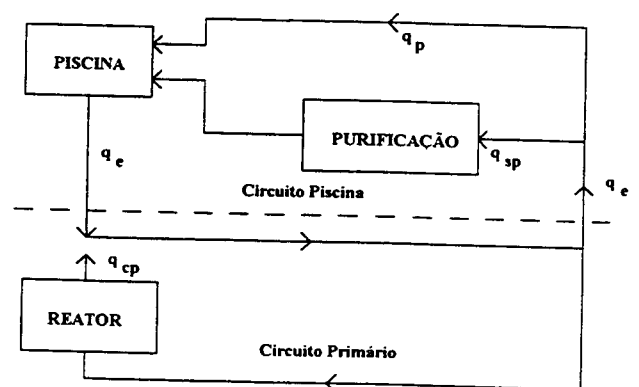 q_p
PISCINA
PURIFICAÇÃO
q_e
q_sp
Circuito Piscina
q_e
q_cp
REATOR
Circuito Primário